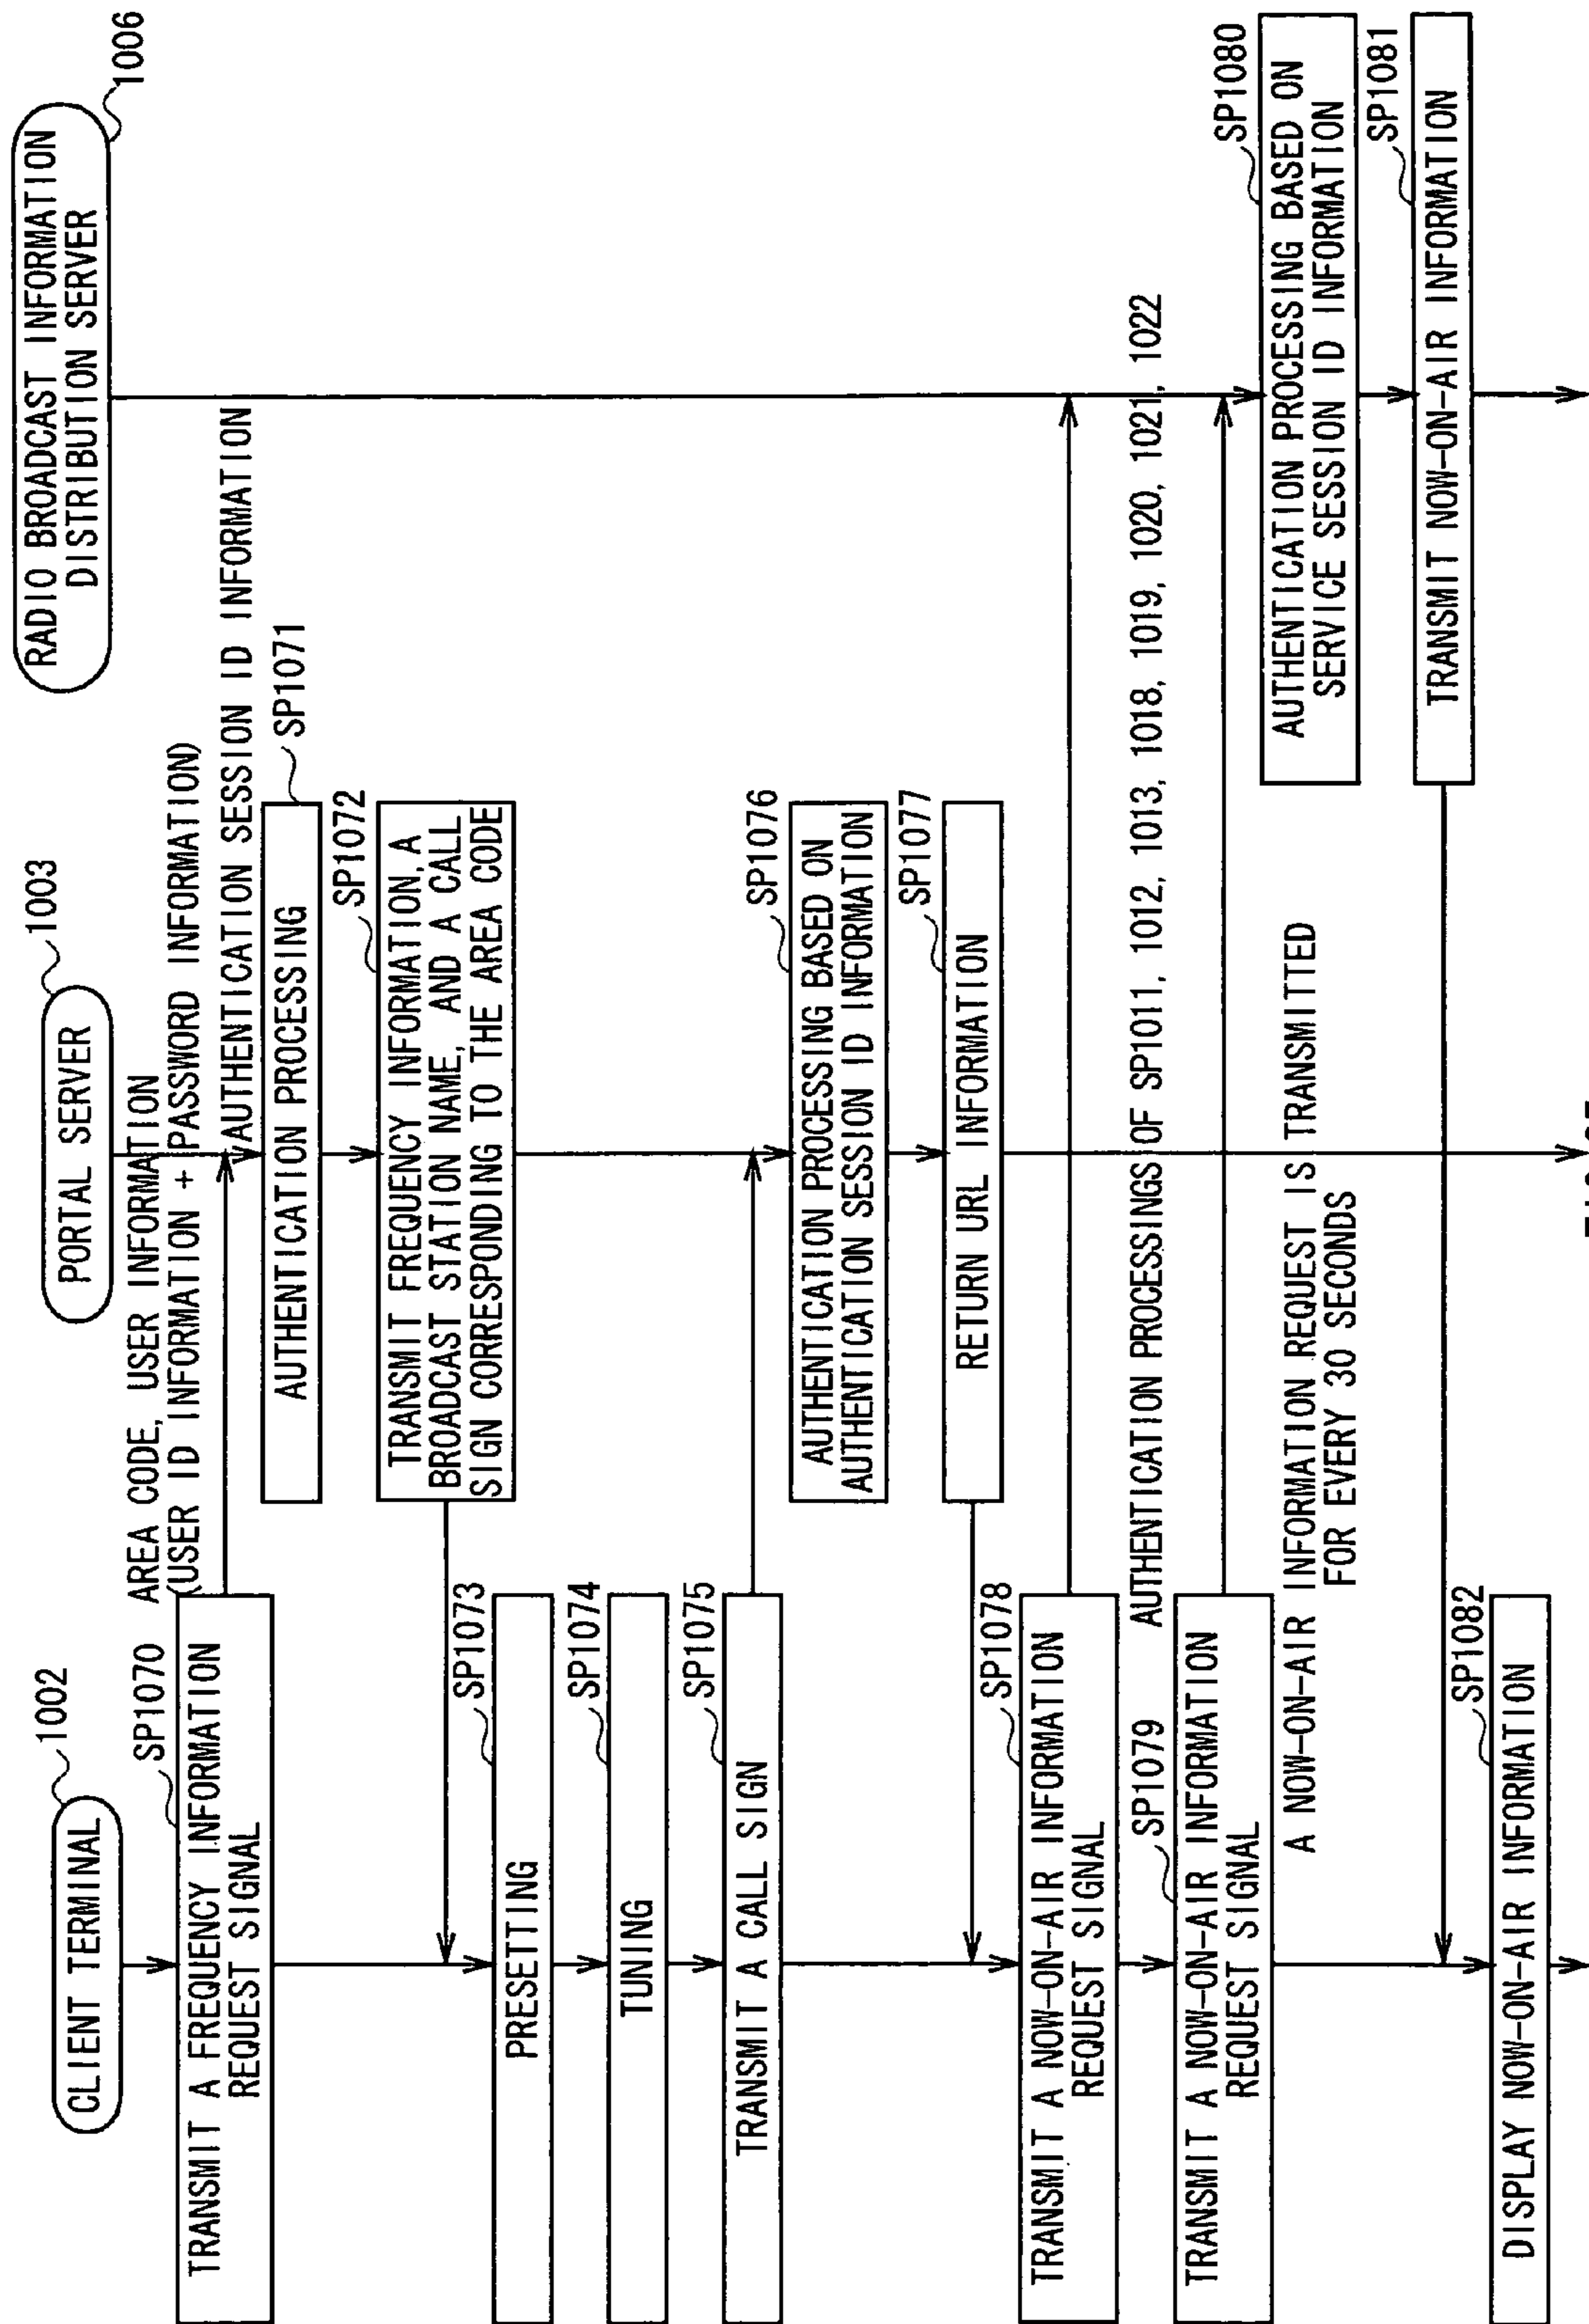 CLIENT TERMINAL
1002
PORTAL SERVER
1003
RADIO BROADCAST INFORMATION
DISTRIBUTION SERVER
1006
SP1070
TRANSMIT A FREQUENCY INFORMATION
REQUEST SIGNAL
AREA CODE, USER INFORMATION
(USER ID INFORMATION + PASSWORD INFORMATION)
AUTHENTICATION SESSION ID INFORMATION
SP1071
AUTHENTICATION PROCESSING
SP1072
TRANSMIT FREQUENCY INFORMATION, A
BROADCAST STATION NAME, AND A CALL
SIGN CORRESPONDING TO THE AREA CODE
SP1073
PRESETTING
SP1074
TUNING
SP1075
TRANSMIT A CALL SIGN
SP1076
AUTHENTICATION PROCESSING BASED ON
AUTHENTICATION SESSION ID INFORMATION
SP1077
RETURN URL INFORMATION
SP1078
TRANSMIT A NOW-ON-AIR INFORMATION
REQUEST SIGNAL
AUTHENTICATION PROCESSINGS OF SP1011, 1012, 1013, 1018, 1019, 1020, 1021, 1022
SP1079
TRANSMIT A NOW-ON-AIR INFORMATION
REQUEST SIGNAL
A NOW-ON-AIR INFORMATION REQUEST IS TRANSMITTED
FOR EVERY 30 SECONDS
SP1080
AUTHENTICATION PROCESSING BASED ON
SERVICE SESSION ID INFORMATION
SP1081
TRANSMIT NOW-ON-AIR INFORMATION
SP1082
DISPLAY NOW-ON-AIR INFORMATION